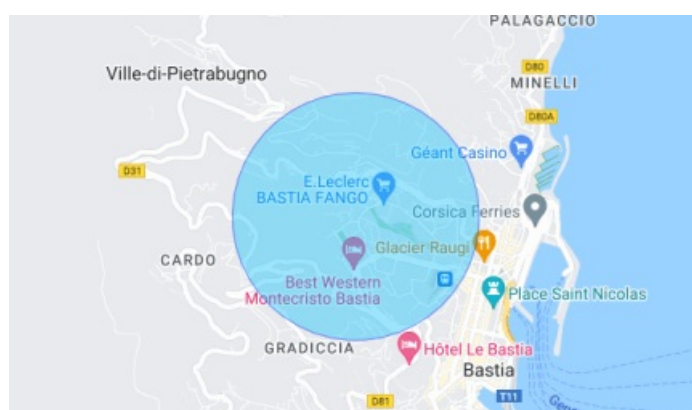 PALAGACCIO
Ville-di-Pietrabugno
D80
MINELLI
D80A
Géant Casino
D31
E.Leclerc
BASTIA FANGO
Corsica Ferries
Glacier Raugi
CARDO
Best Western
Montecristo Bastia
Place Saint Nicolas
GRADICCIA
Hôtel Le Bastia
Bastia
D81
T11